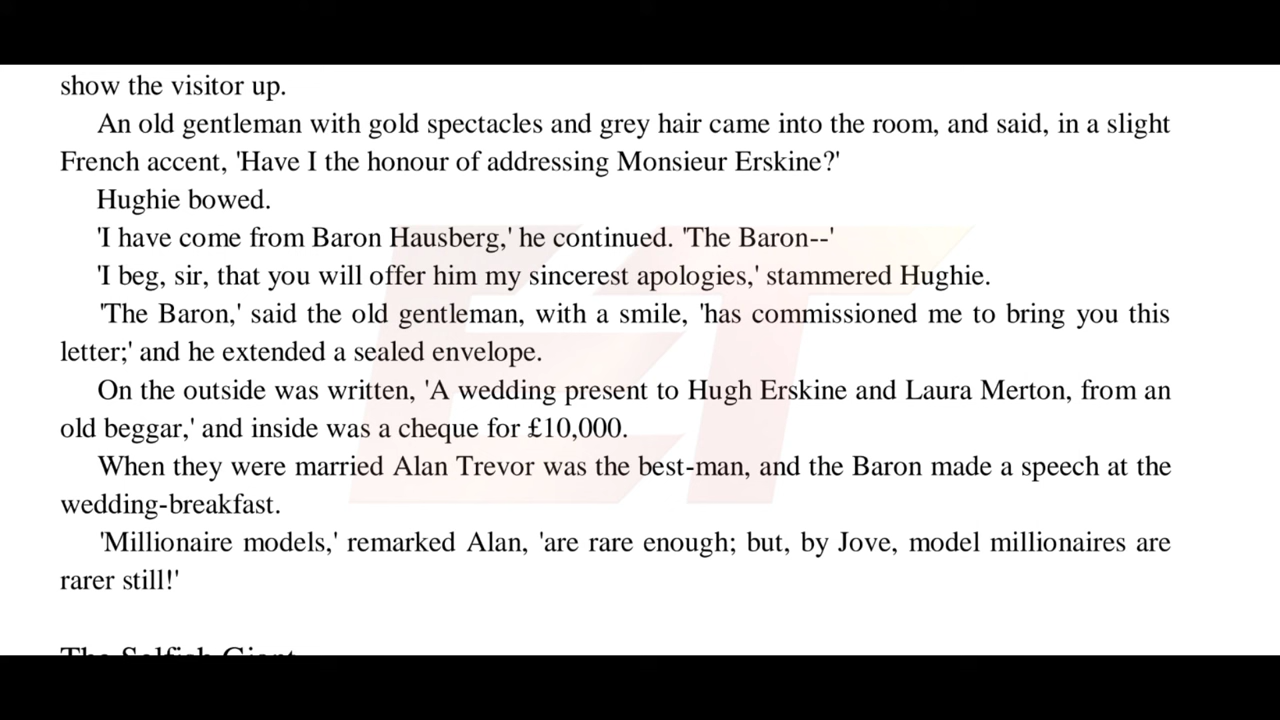 show the visitor up.
An old gentleman with gold spectacles and grey hair came into the room, and said, in a slight
French accent, 'Have I the honour of addressing Monsieur Erskine?'
Hughie bowed.
'I have come from Baron Hausberg,' he continued. 'The Baron--'
'I beg, sir, that you will offer him my sincerest apologies,' stammered Hughie.
'The Baron,' said the old gentleman, with a smile, 'has commissioned me to bring you this
letter;' and he extended a sealed envelope.
On the outside was written, 'A wedding present to Hugh Erskine and Laura Merton, from an
old beggar,' and inside was a cheque for £10,000.
When they were married Alan Trevor was the best-man, and the Baron made a speech at the
wedding-breakfast.
'Millionaire models,' remarked Alan, 'are rare enough; but, by Jove, model millionaires are
rarer still!'
The Selfish Giant
ET